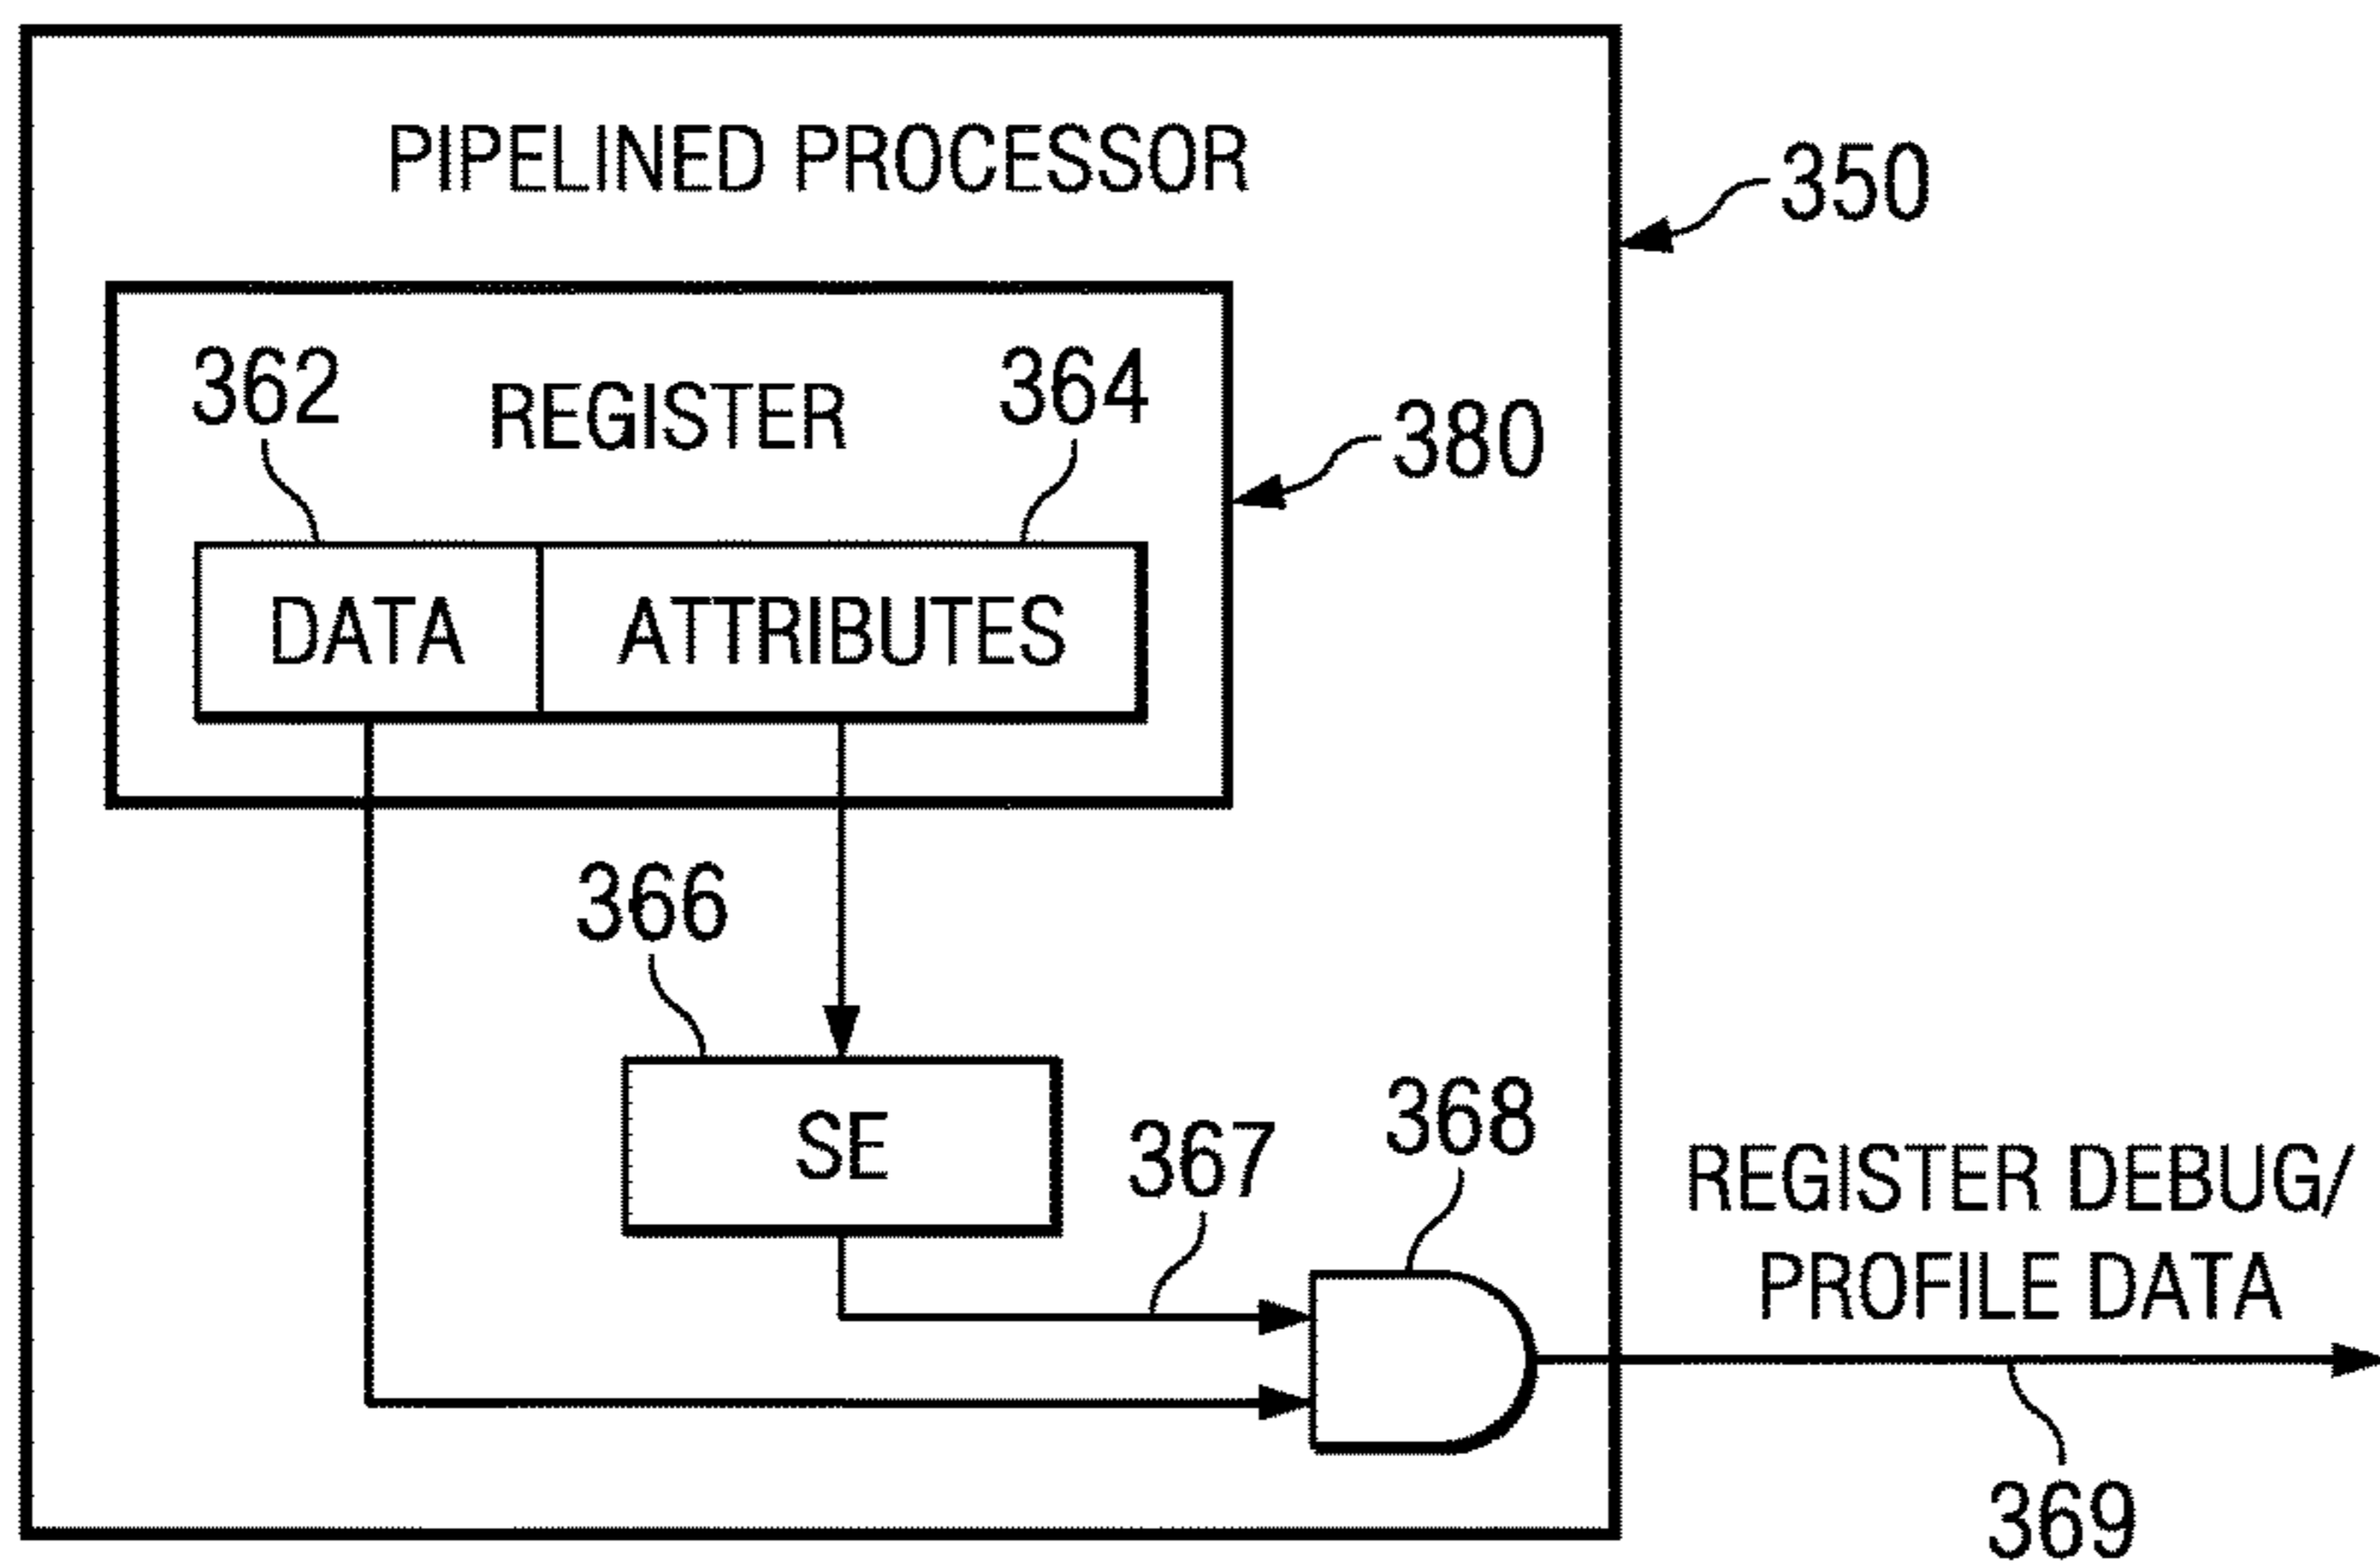 PIPELINED PROCESSOR
350
362
REGISTER
364
380
DATA
ATTRIBUTES
366
SE
367
368
REGISTER DEBUG/
PROFILE DATA
369